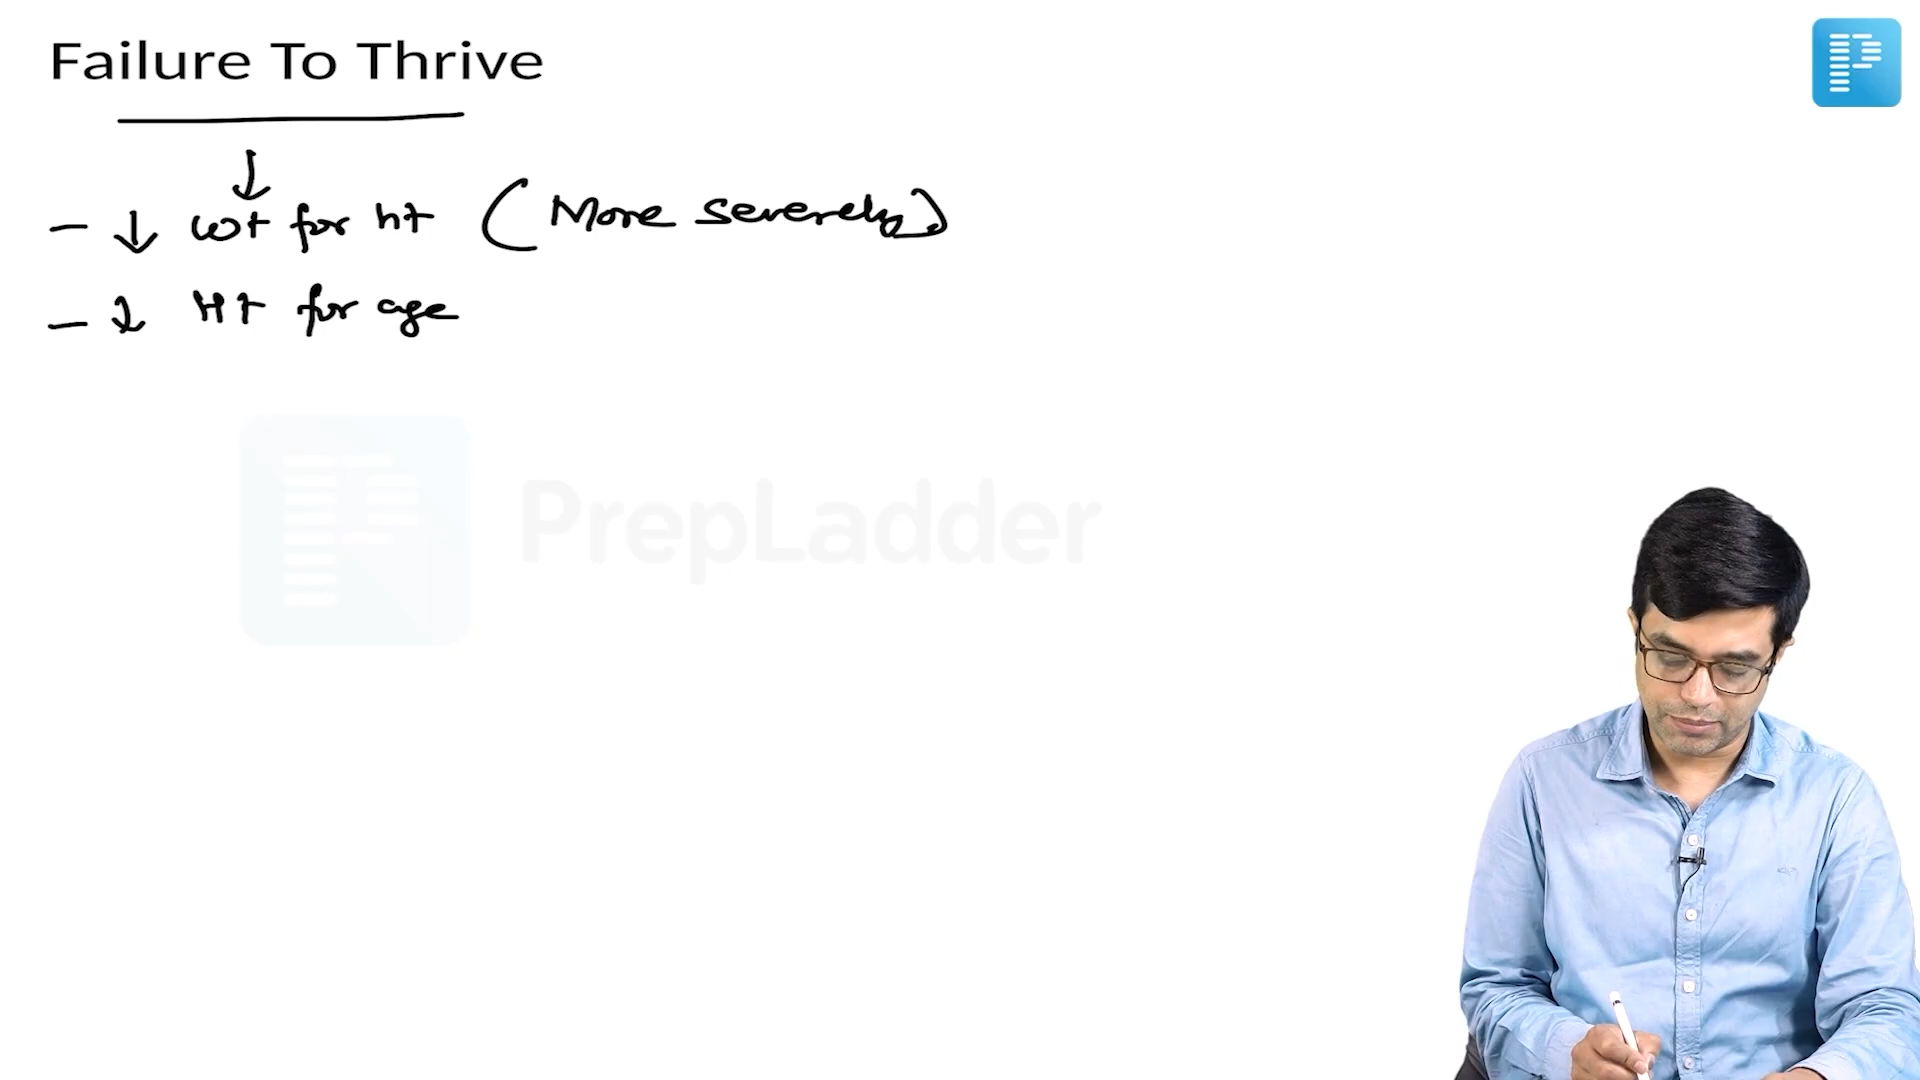 Failure To Thrive
- ↓ wt for ht (More severely)
- ↓ Ht for age
PrepLadder